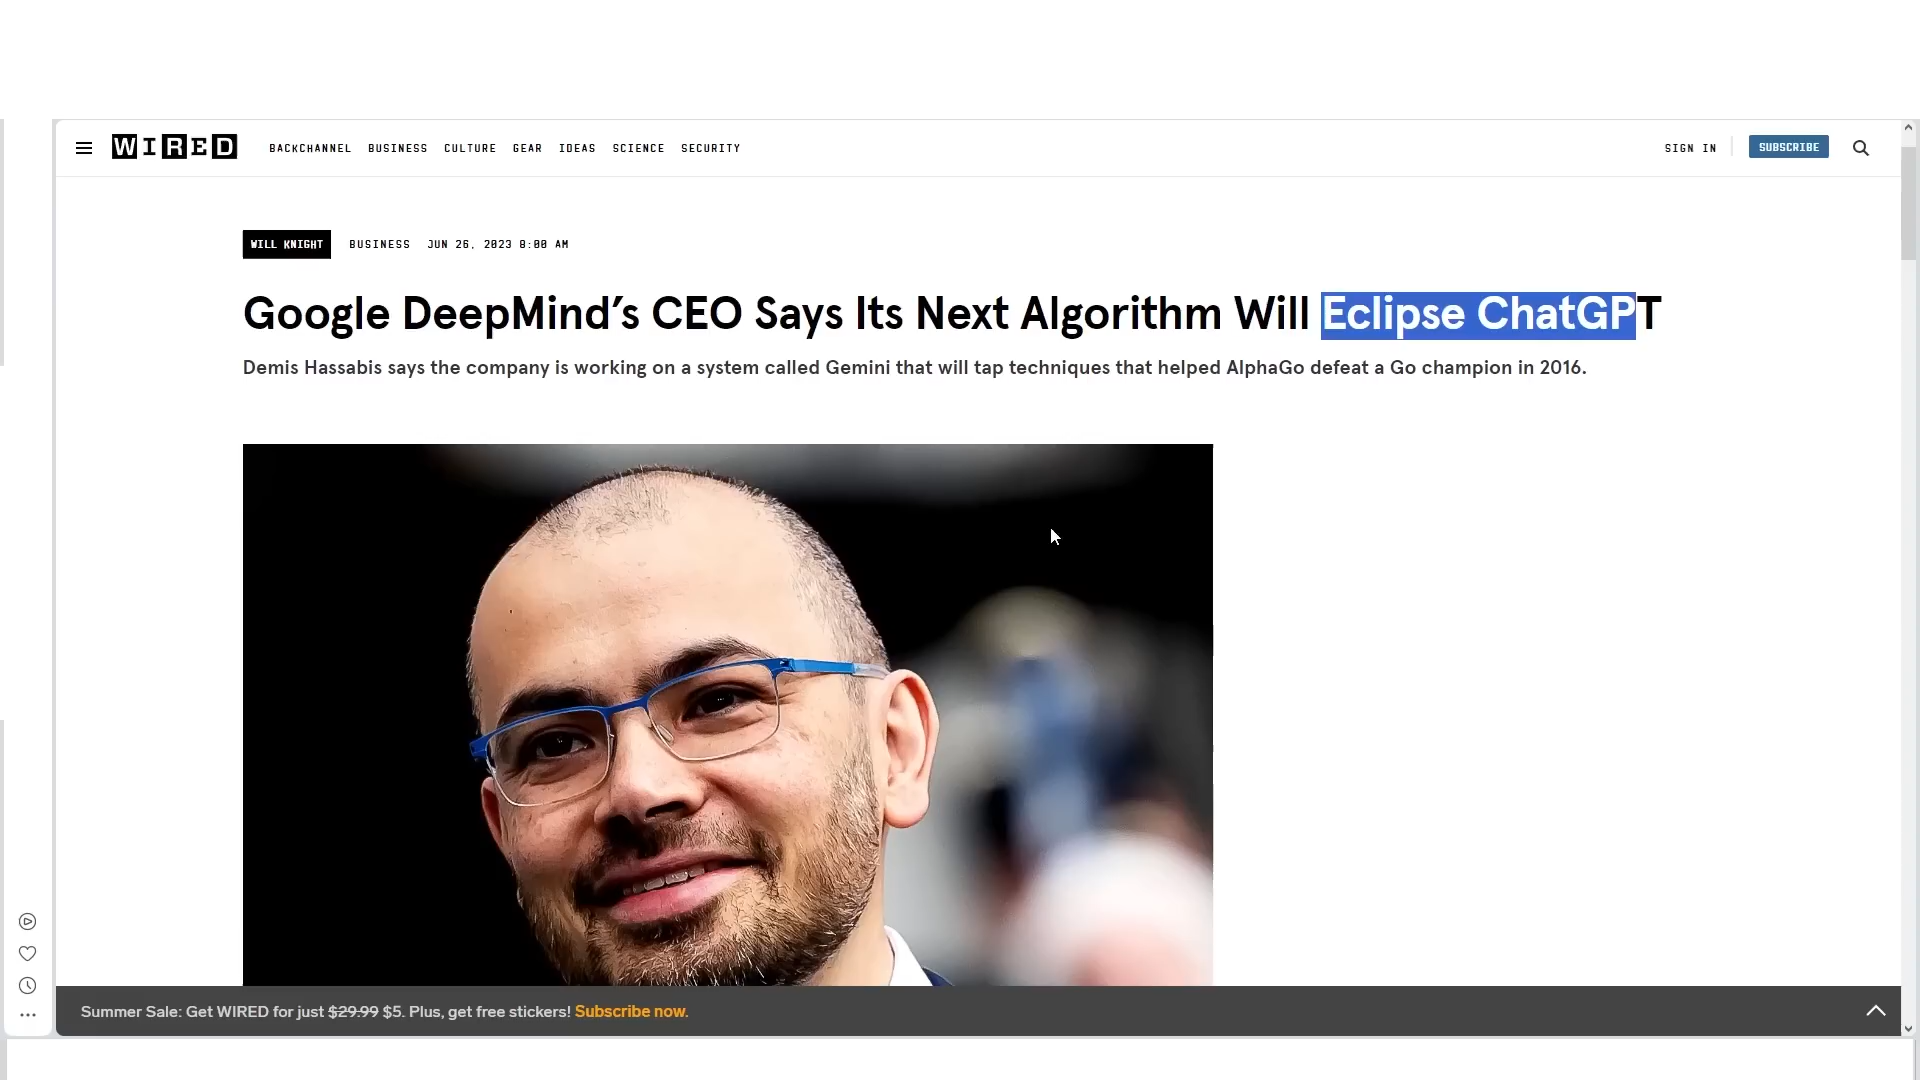 WIRED
BACKCHANNEL BUSINESS CULTURE GEAR IDEAS SCIENCE SECURITY
SIGN IN
SUBSCRIBE
WILL KNIGHT BUSINESS JUN 26, 2023 8:00 AM
Google DeepMind’s CEO Says Its Next Algorithm Will Eclipse ChatGPT
Demis Hassabis says the company is working on a system called Gemini that will tap techniques that helped AlphaGo defeat a Go champion in 2016.
Summer Sale: Get WIRED for just $29.99 $5. Plus, get free stickers! Subscribe now.